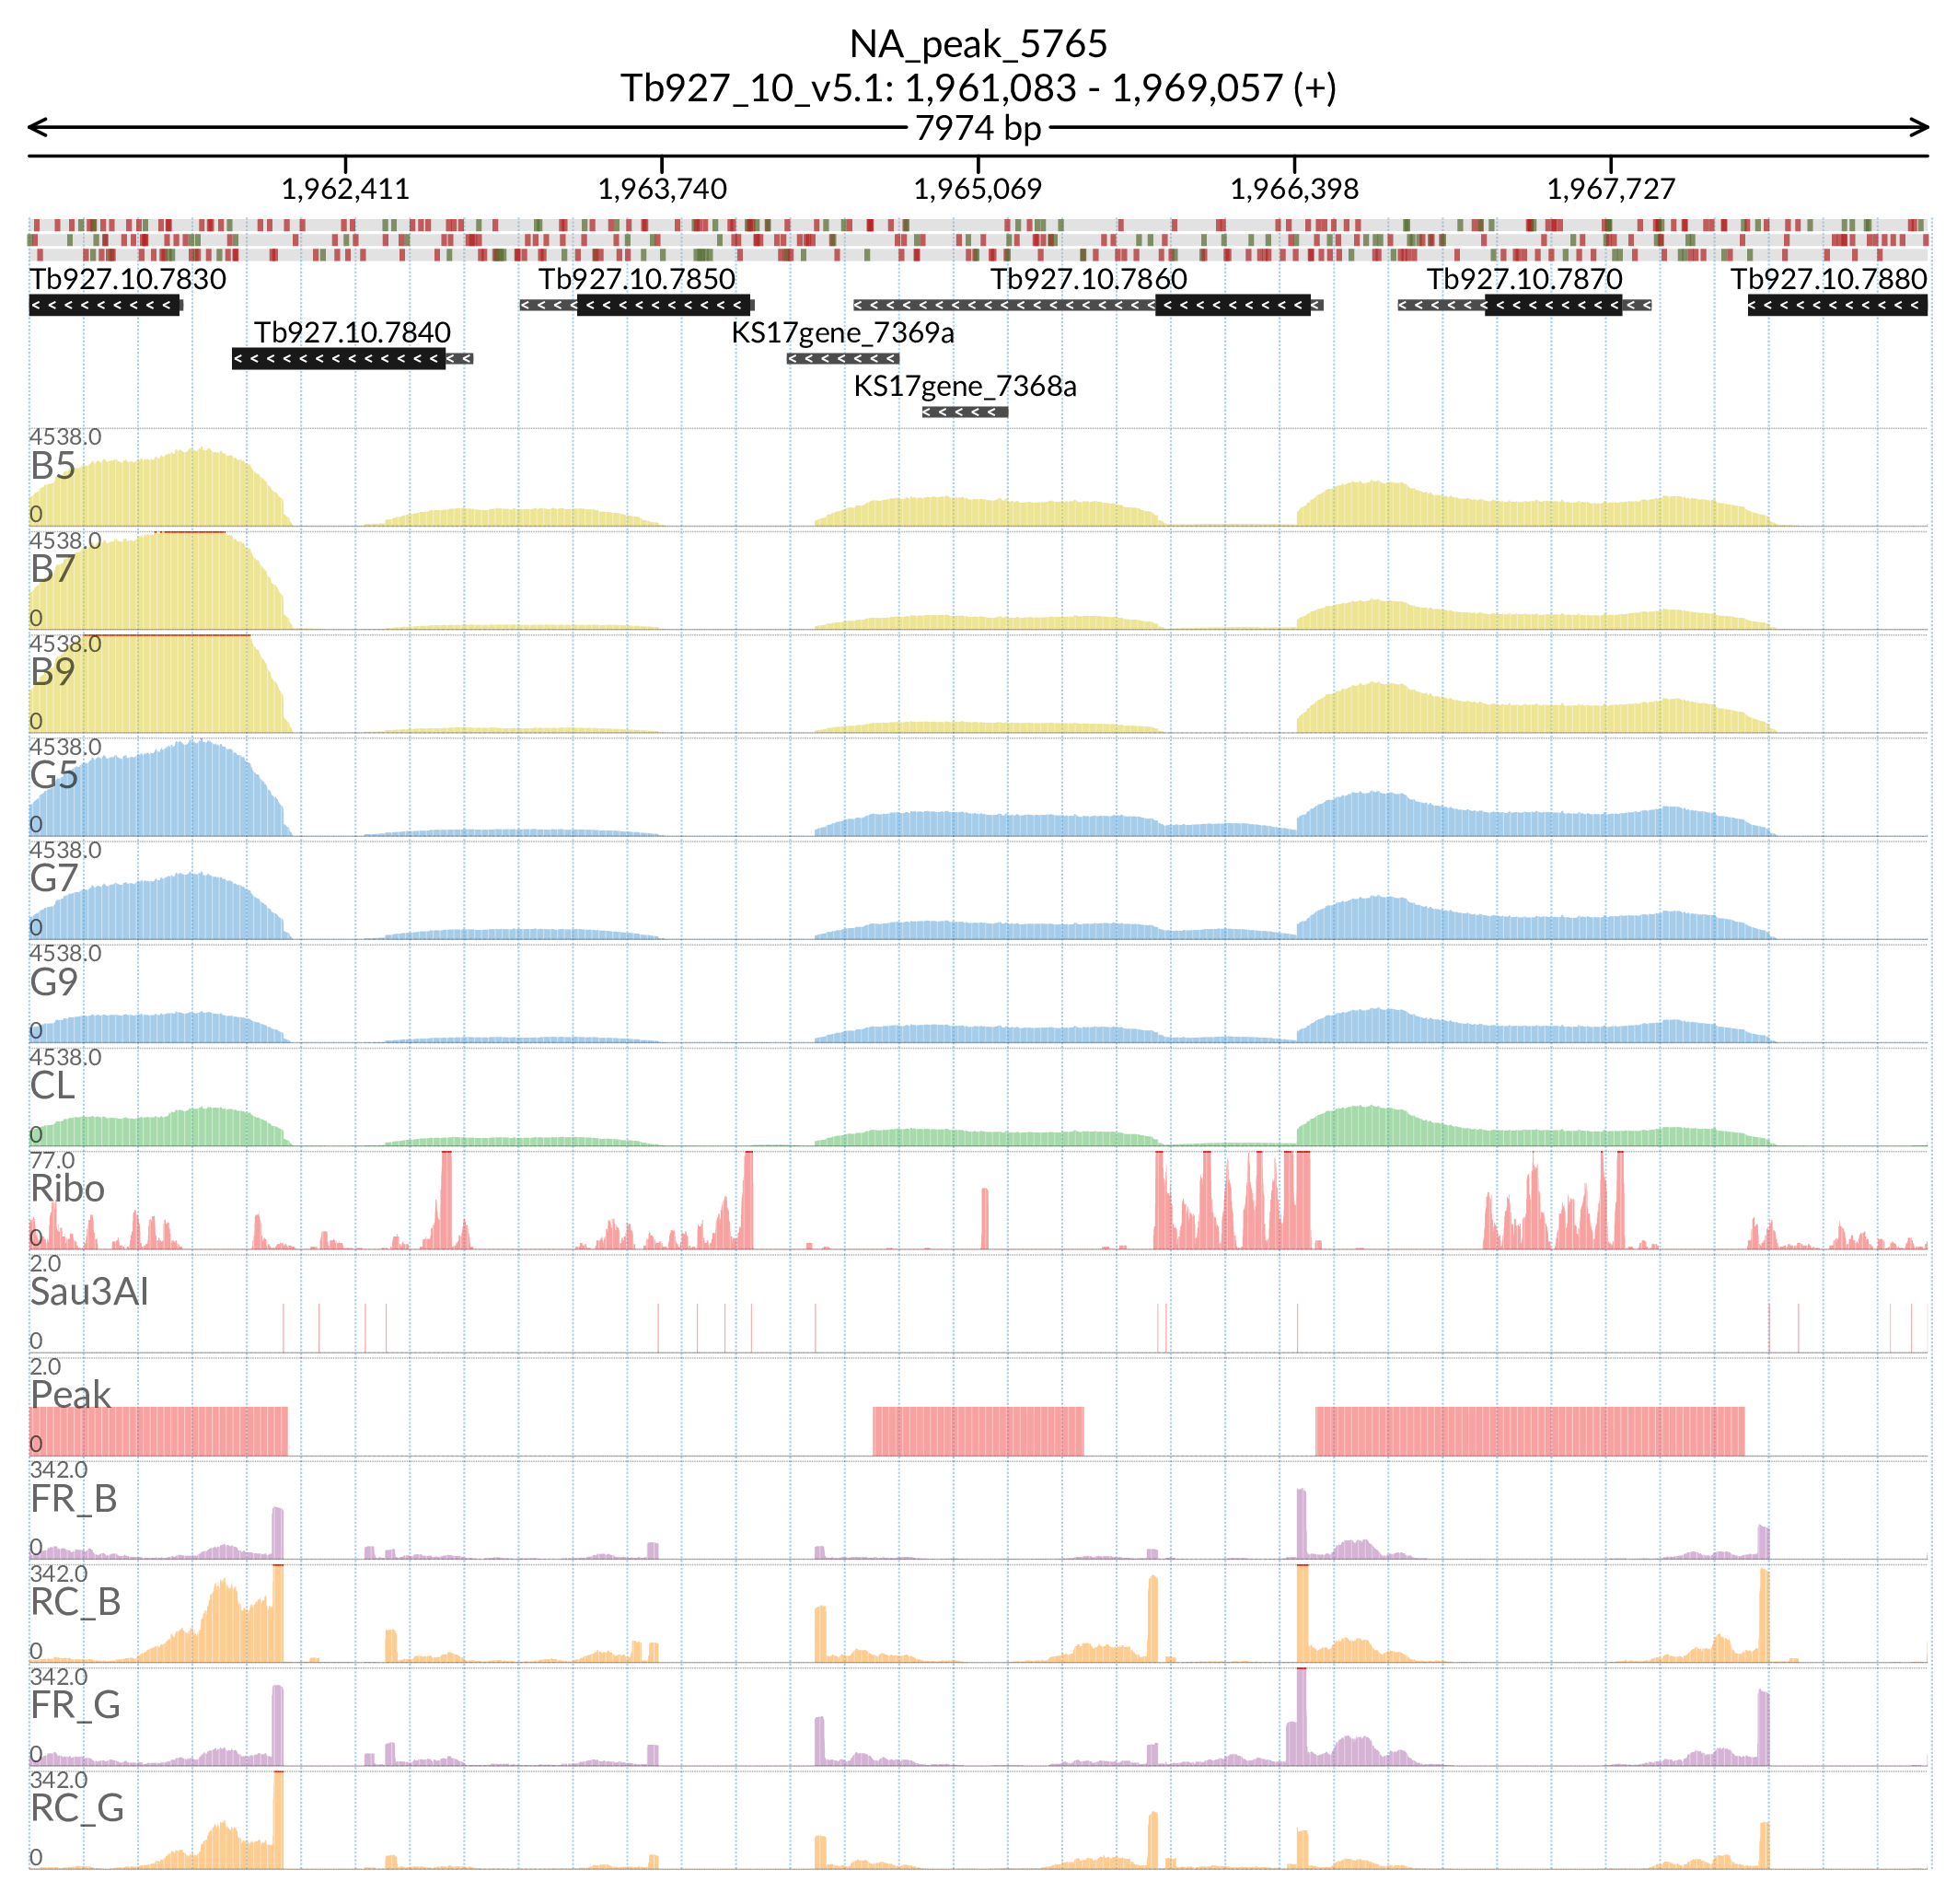 NA_peak_5765
Tb927_10_v5.1: 1,961,083 - 1,969,057 (+)
7974 bp
1,962,411 1,963,740 1,965,069 1,966,398 1,967,727
Tb927.10.7830 Tb927.10.7850 Tb927.10.7860 Tb927.10.7870 Tb927.10.7880
Tb927.10.7840 KS17gene_7369a
KS17gene_7368a
4538.0
B5
0
4538.0
B7
0
4538.0
B9
0
4538.0
G5
0
4538.0
G7
0
4538.0
G9
0
4538.0
CL
0
77.0
Ribo
0
2.0
Sau3AI
0
2.0
Peak
0
342.0
FR_B
0
342.0
RC_B
0
342.0
FR_G
0
342.0
RC_G
0